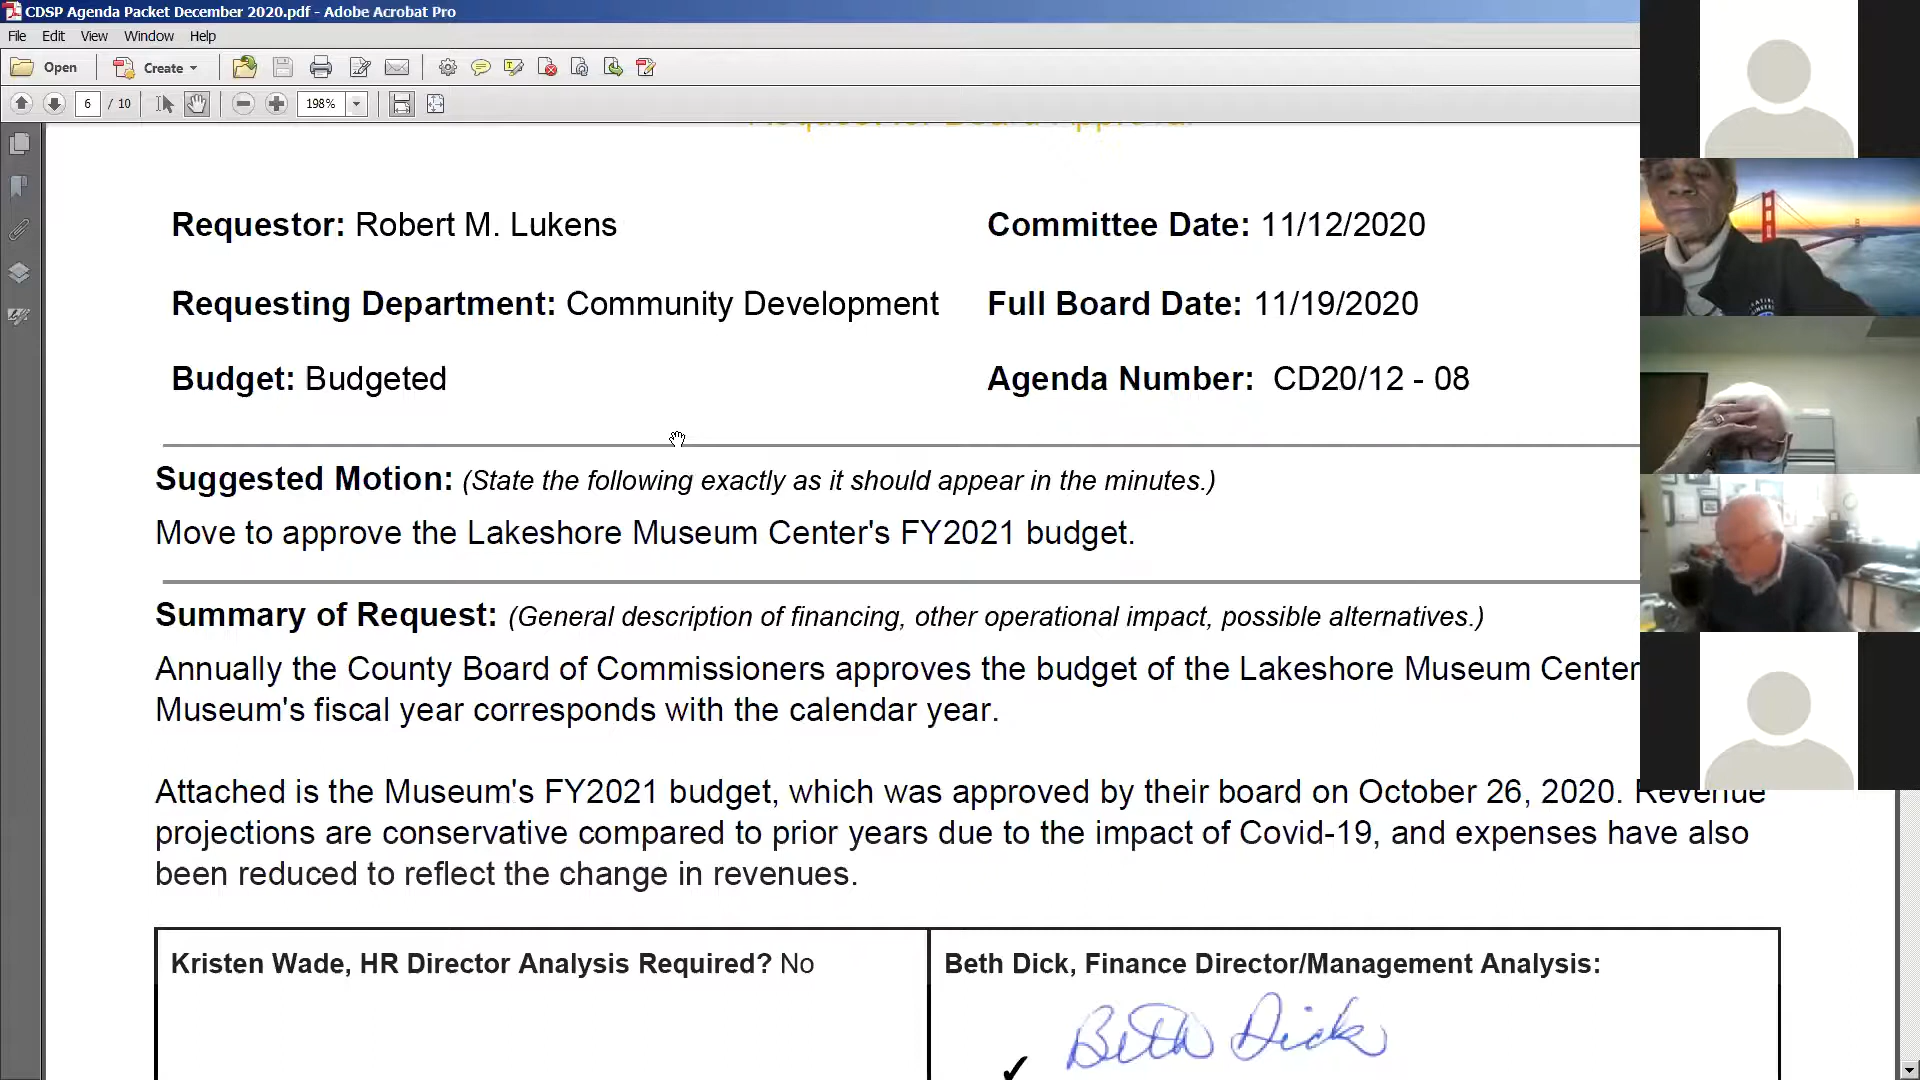 CDSP Agenda Packet December 2020.pdf - Adobe Acrobat Pro
File Edit View Window Help
Open Create
6 / 10 198%
Request for Board Approval
Requestor: Robert M. Lukens Committee Date: 11/12/2020
Requesting Department: Community Development Full Board Date: 11/19/2020
Budget: Budgeted Agenda Number: CD20/12 - 08
Suggested Motion: (State the following exactly as it should appear in the minutes.)
Move to approve the Lakeshore Museum Center's FY2021 budget.
Summary of Request: (General description of financing, other operational impact, possible alternatives.)
Annually the County Board of Commissioners approves the budget of the Lakeshore Museum Center
Museum's fiscal year corresponds with the calendar year.
Attached is the Museum's FY2021 budget, which was approved by their board on October 26, 2020. Revenue
projections are conservative compared to prior years due to the impact of Covid-19, and expenses have also
been reduced to reflect the change in revenues.
Kristen Wade, HR Director Analysis Required? No
Beth Dick, Finance Director/Management Analysis:
Beth Dick